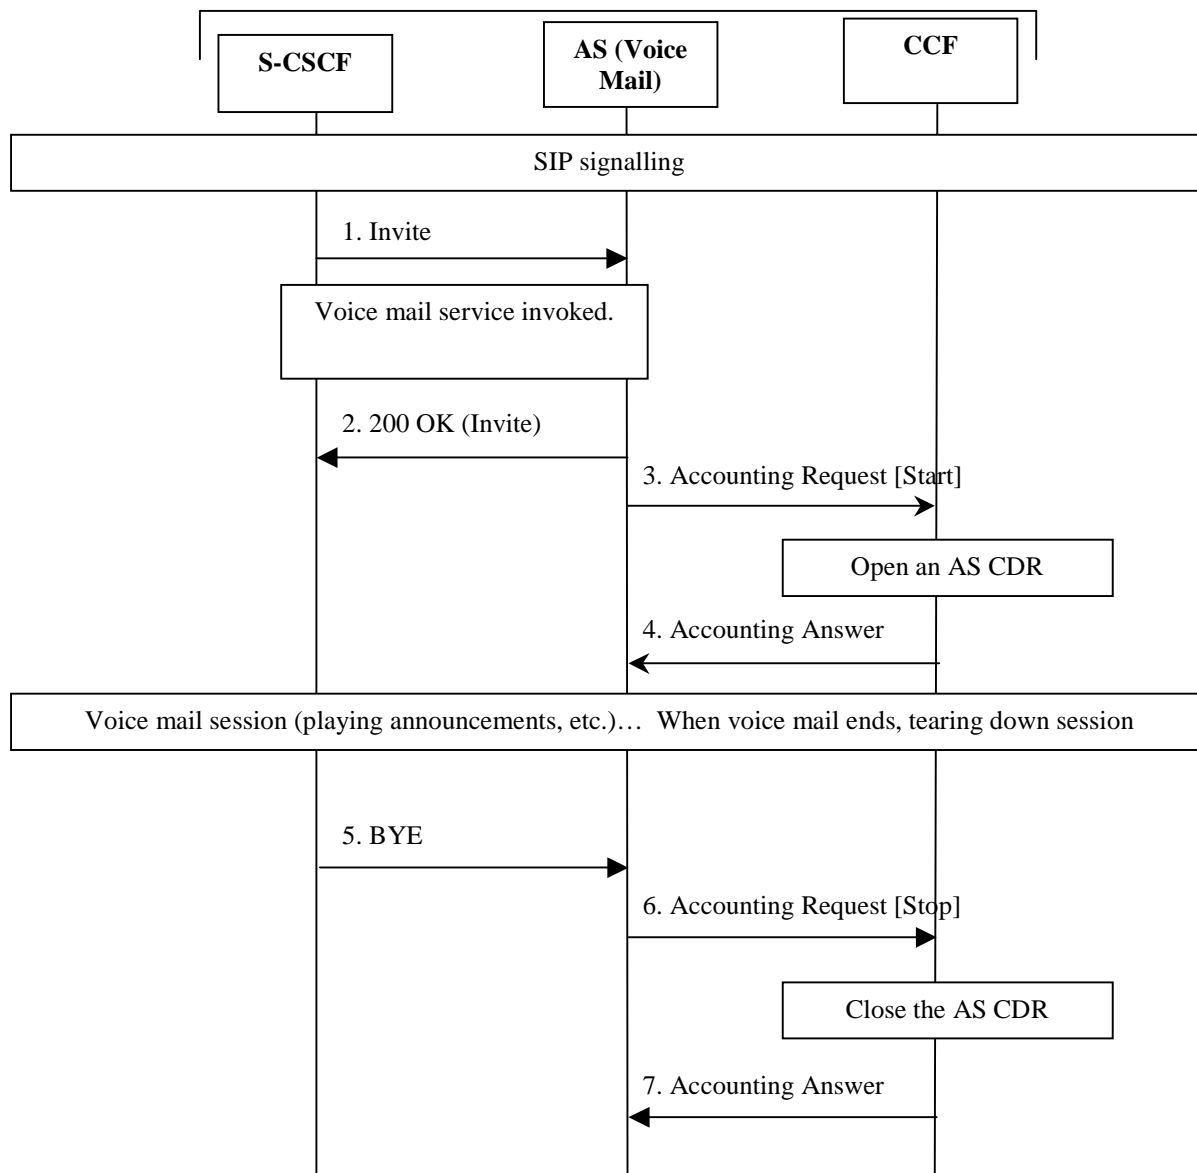 S-CSCF
AS (Voice
Mail)
CCF
SIP signalling
1. Invite
Voice mail service invoked.
2. 200 OK (Invite)
3. Accounting Request [Start]
Open an AS CDR
4. Accounting Answer
Voice mail session (playing announcements, etc.)… When voice mail ends, tearing down session
5. BYE
6. Accounting Request [Stop]
Close the AS CDR
7. Accounting Answer